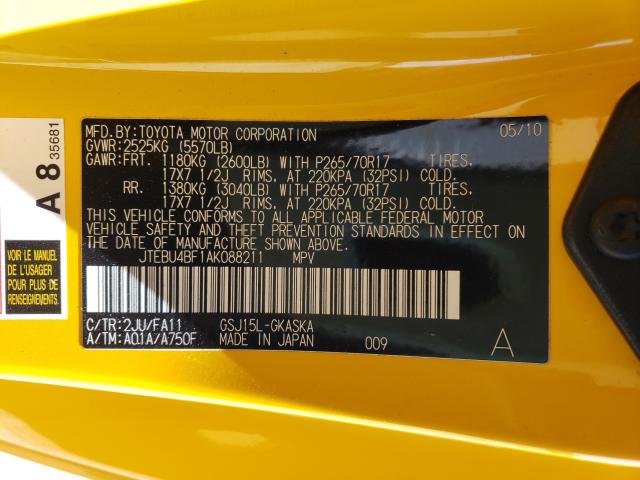 MFD. BY: TOYOTA MOTOR CORPORATION 05/10
GVWR: 2525KG (5570LB)
GAWR: FRT. 1180KG (2600LB) WITH P265/70R17 TIRES,
17X7 1/2J RIMS, AT 220KPA (32PSI) COLD.
RR. 1380KG (3040LB) WITH P265/70R17 TIRES,
17X7 1/2J RIMS, AT 220KPA (32PSI) COLD.
THIS VEHICLE CONFORMS TO ALL APPLICABLE FEDERAL MOTOR
VEHICLE SAFETY AND THEFT PREVENTION STANDARDS IN EFFECT ON
THE DATE OF MANUFACTURE SHOWN ABOVE.
JTEBU4BF1AK088211 MPV
C/TR: 2JU/FA11 GSJ15L-GKASKA
A/TM: A01A/A750F MADE IN JAPAN 009 A
A 8 35681
VOIR LE MANUEL
DE L'USAGER
POUR PLUS DE
RENSEIGNEMENTS.